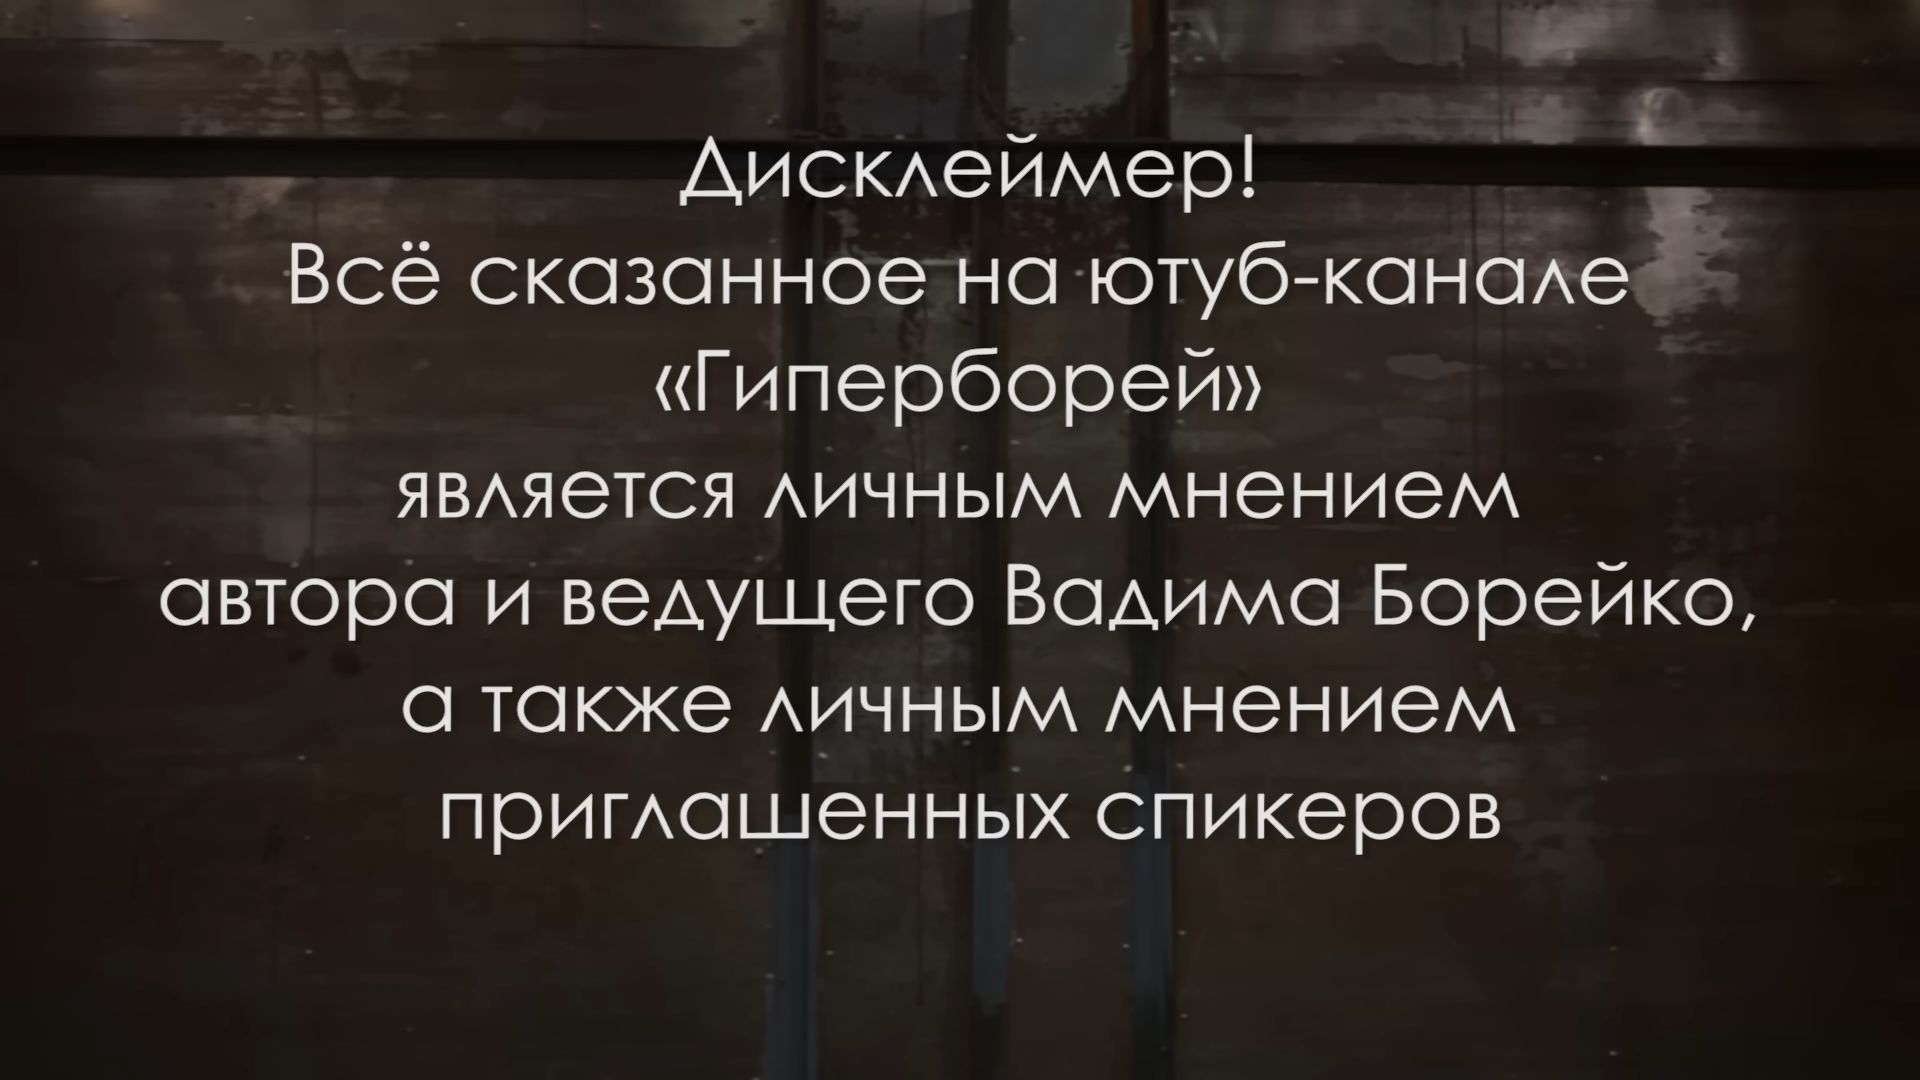 Дисклеймер!
Всё сказанное на ютуб-канале
«Гиперборей»
является личным мнением
автора и ведущего Вадима Борейко,
а также личным мнением
приглашенных спикеров